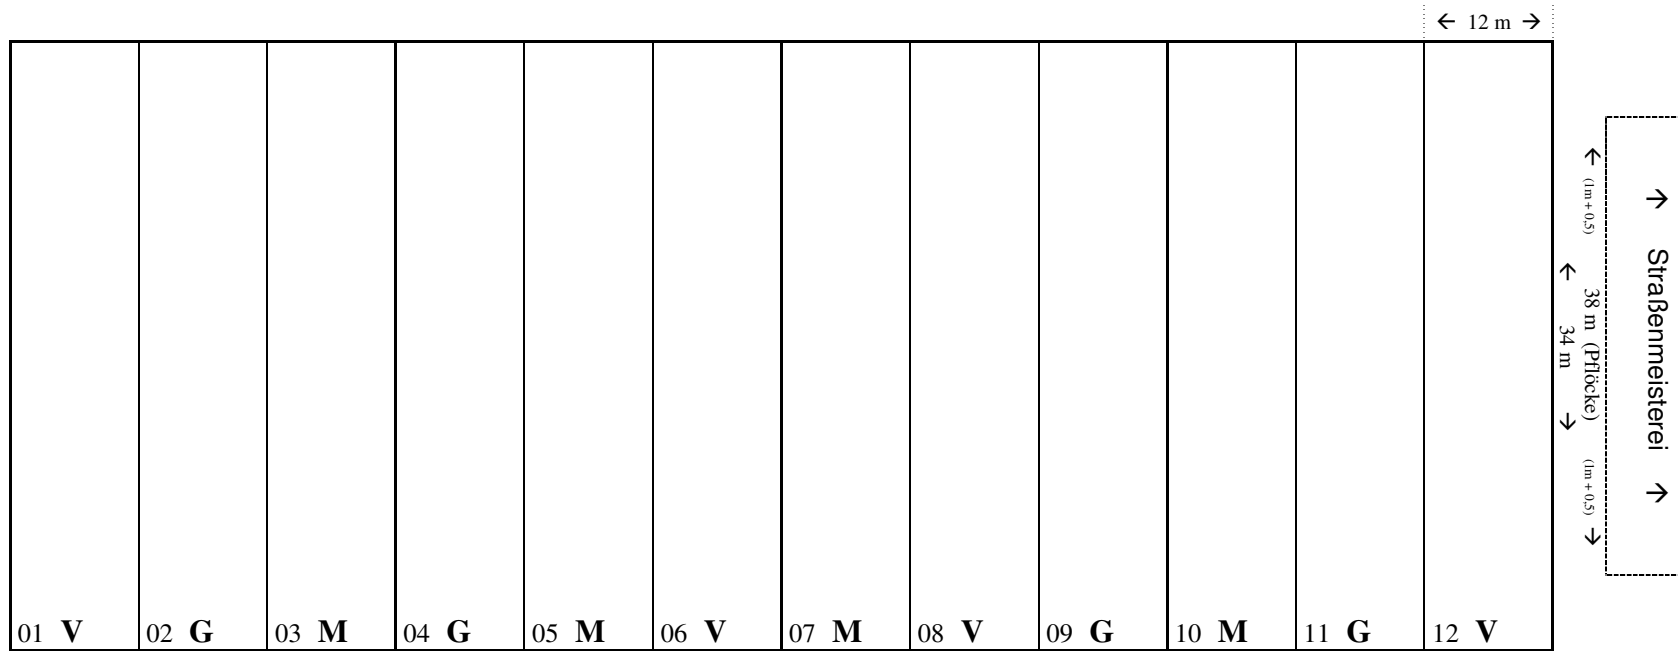 ← 12 m →
01 V
02 G
03 M
04 G
05 M
06 V
07 M
08 V
09 G
10 M
11 G
12 V
← 34 m →
← (1m + 0,5) 38 m (Pflöcke) (1m + 0,5) →
→ Straßenmeisterei →